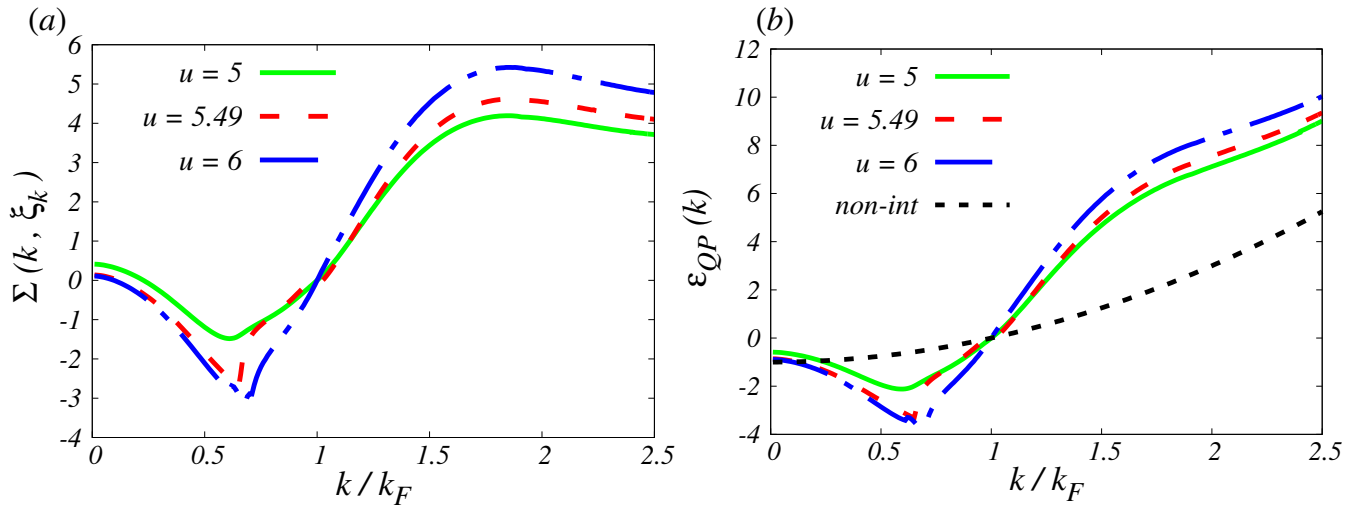 (a)
6
5
4
3
2
1
0
-1
-2
-3
-4
Σ (k , ξk)
u = 5
u = 5.49
u = 6
0 0.5 1 1.5 2 2.5
k / kF
(b)
12
10
8
6
4
2
0
-2
-4
εQP (k)
u = 5
u = 5.49
u = 6
non-int
0 0.5 1 1.5 2 2.5
k / kF